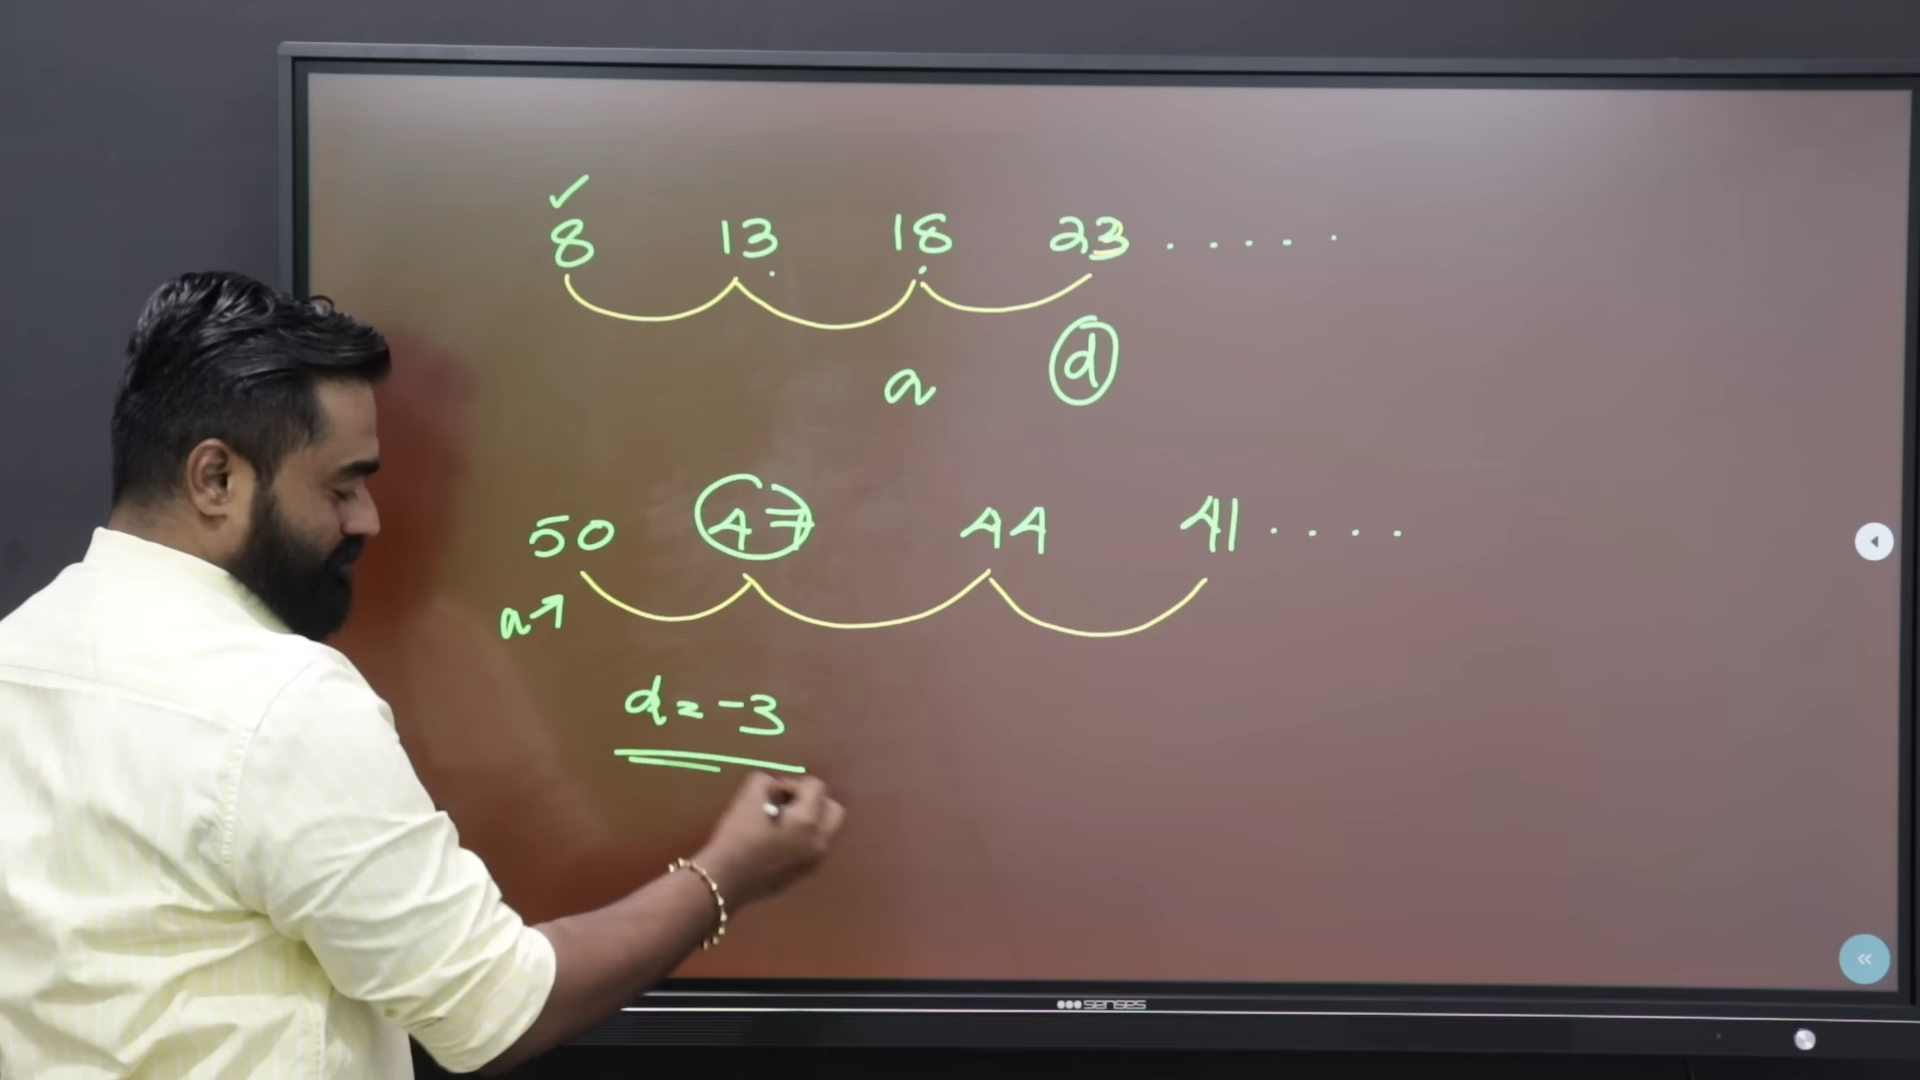 ✓
8 13 18 23 .....
a d
50 47 44 41 ....
a↗
d = -3
senses